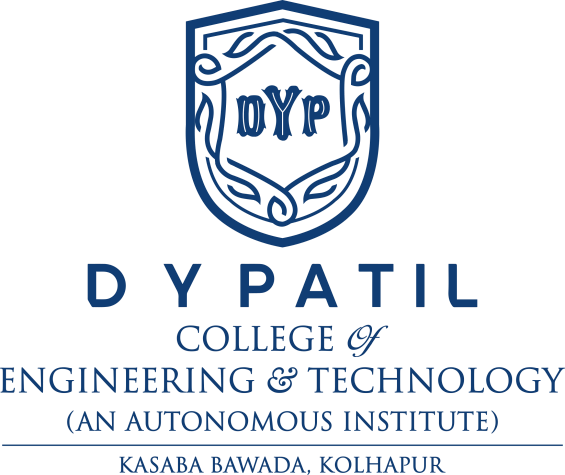 DYP
D Y PATIL
COLLEGE Of
ENGINEERING & TECHNOLOGY
(AN AUTONOMOUS INSTITUTE)
KASABA BAWADA, KOLHAPUR